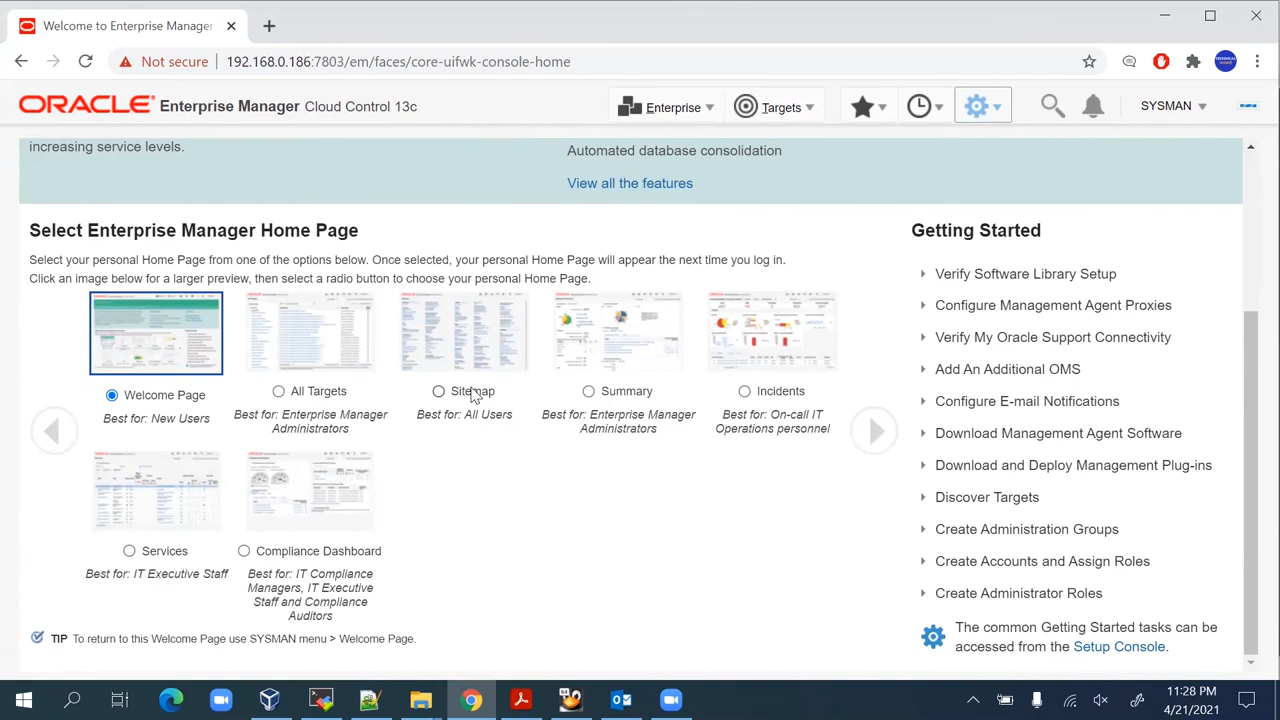 Welcome to Enterprise Manager
Not secure
192.168.0.186:7803/em/faces/core-uifwk-console-home
ORACLE Enterprise Manager Cloud Control 13c
Enterprise
Targets
SYSMAN
increasing service levels.
Automated database consolidation
View all the features
Select Enterprise Manager Home Page
Select your personal Home Page from one of the options below. Once selected, your personal Home Page will appear the next time you log in.
Click an image below for a larger preview, then select a radio button to choose your personal Home Page.
Welcome Page
Best for: New Users
All Targets
Best for: Enterprise Manager
Administrators
Sitemap
Best for: All Users
Summary
Best for: Enterprise Manager
Administrators
Incidents
Best for: On-call IT
Operations personnel
Services
Best for: IT Executive Staff
Compliance Dashboard
Best for: IT Compliance
Managers, IT Executive
Staff and Compliance
Auditors
TIP To return to this Welcome Page use SYSMAN menu > Welcome Page.
Getting Started
Verify Software Library Setup
Configure Management Agent Proxies
Verify My Oracle Support Connectivity
Add An Additional OMS
Configure E-mail Notifications
Download Management Agent Software
Download and Deploy Management Plug-ins
Discover Targets
Create Administration Groups
Create Accounts and Assign Roles
Create Administrator Roles
The common Getting Started tasks can be
accessed from the Setup Console.
11:28 PM
4/21/2021